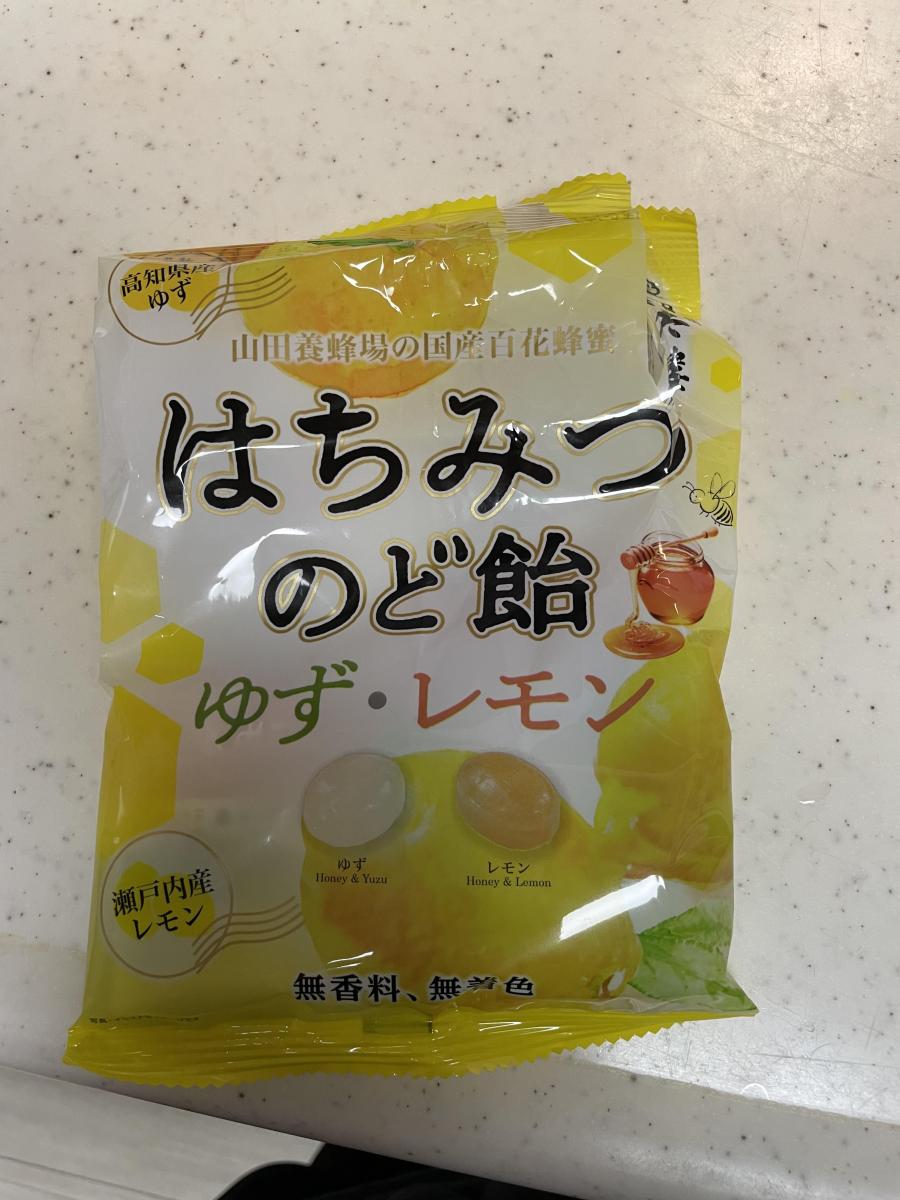 高知県産
ゆず
山田養蜂場の国産百花蜂蜜
はちみつ
のど飴
ゆず・レモン
ゆず
Honey & Yuzu
レモン
Honey & Lemon
瀬戸内産
レモン
無香料、無着色